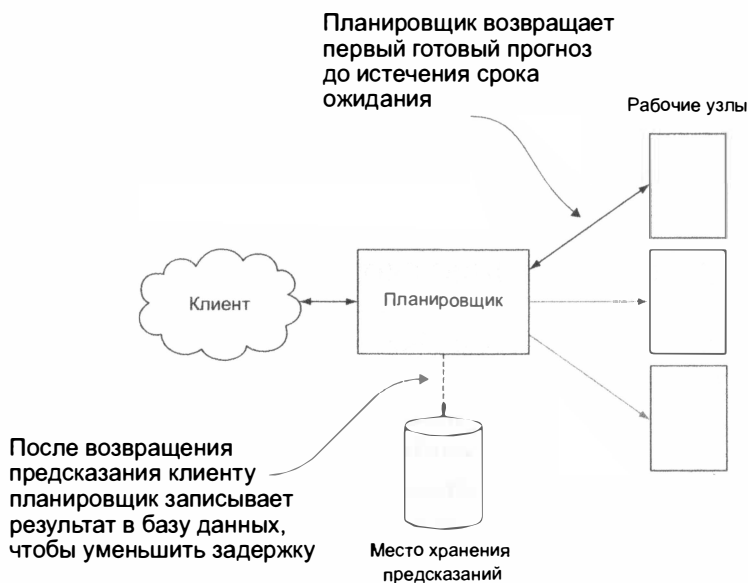 Планировщик возвращает
первый готовый прогноз
до истечения срока
ожидания
Рабочие узлы
Клиент
Планировщик
После возвращения
предсказания клиенту
планировщик записывает
результат в базу данных,
чтобы уменьшить задержку
Место хранения
предсказаний